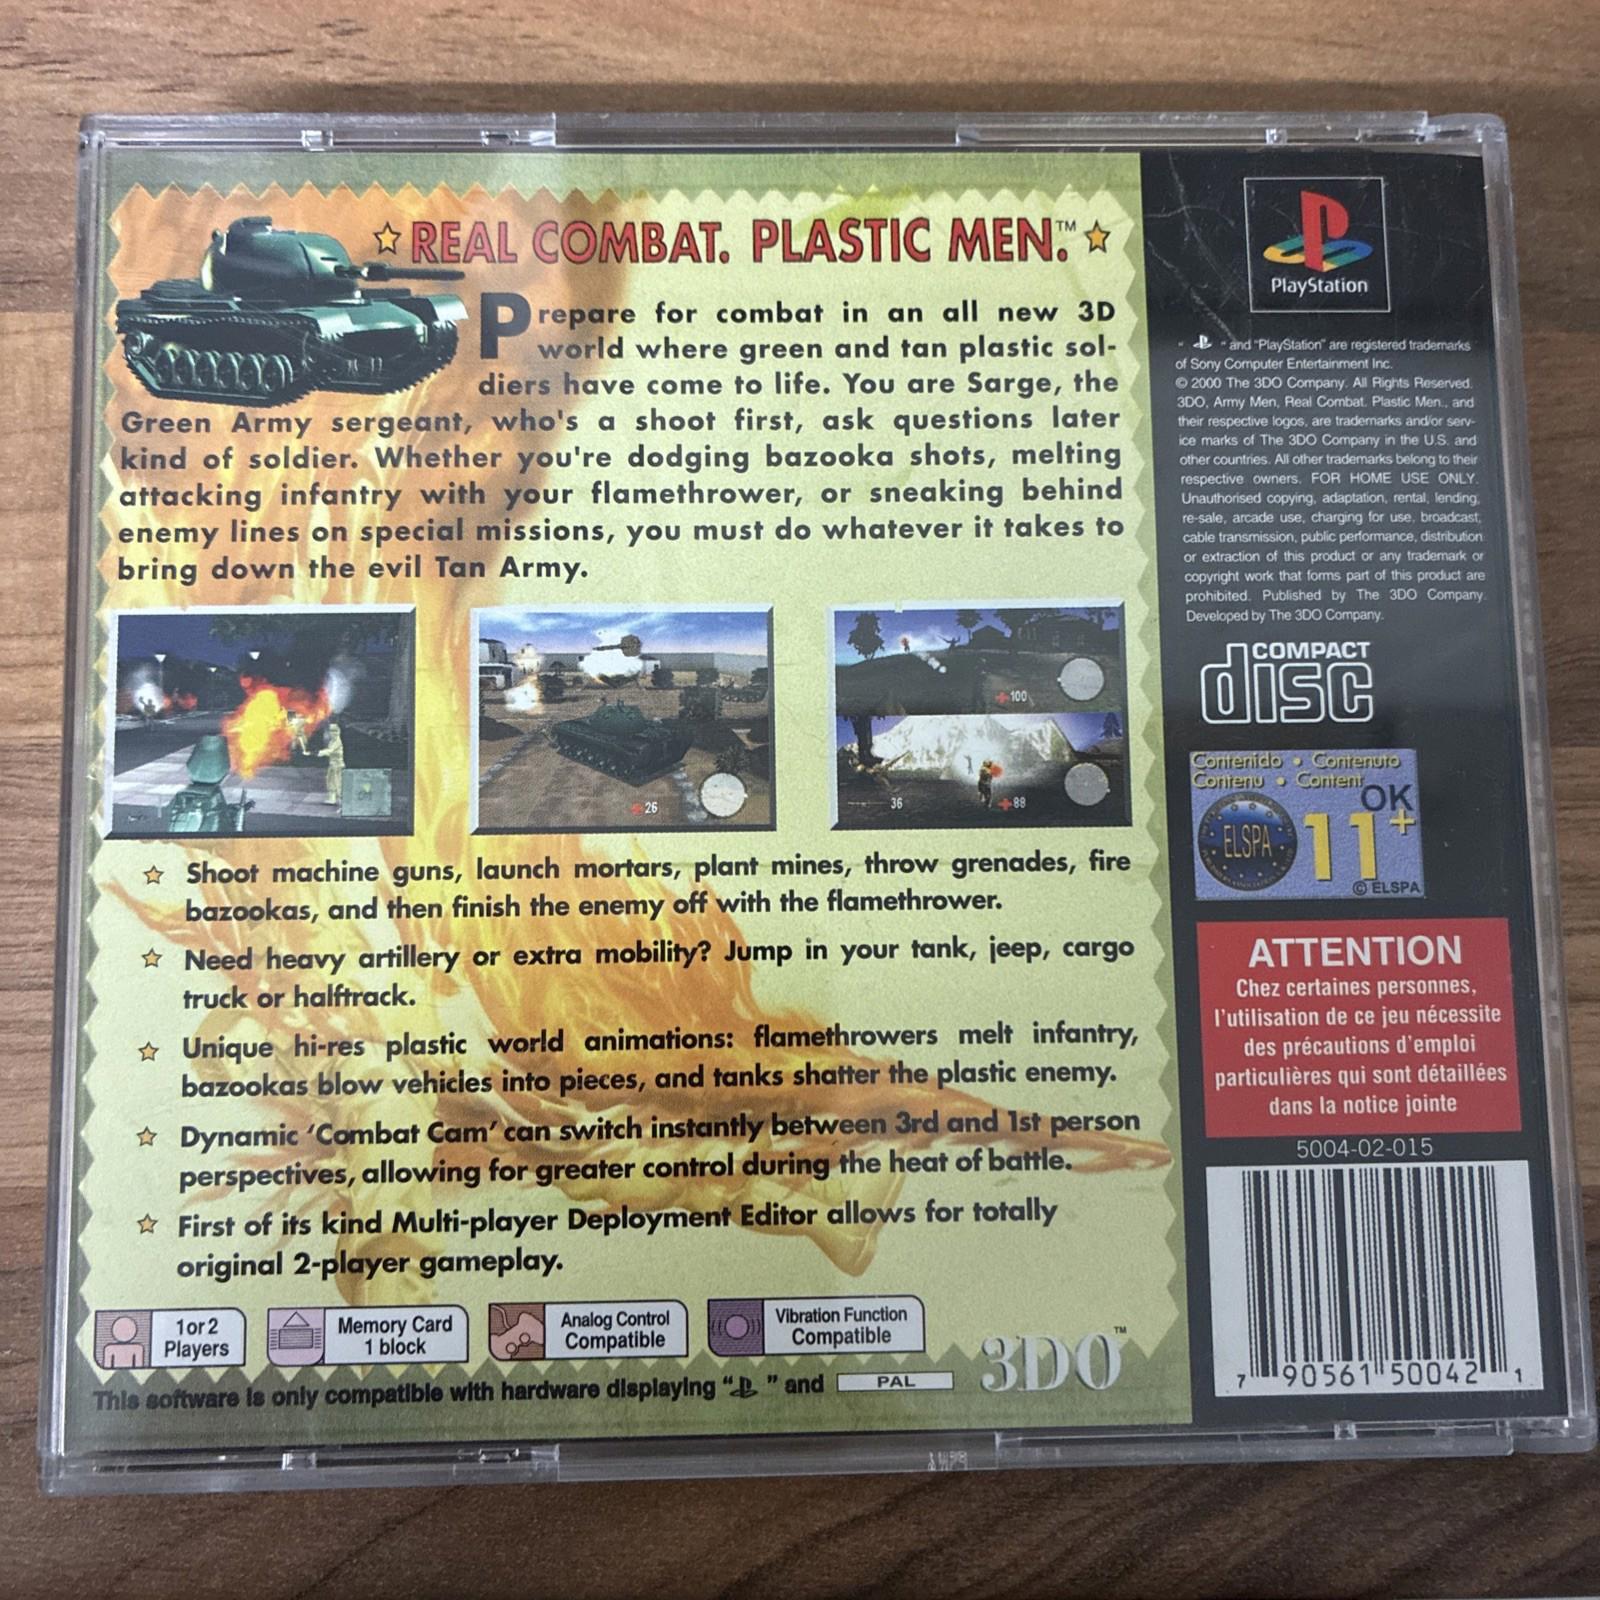 REAL COMBAT. PLASTIC MEN.™
Prepare for combat in an all new 3D
world where green and tan plastic sol-
diers have come to life. You are Sarge, the
Green Army sergeant, who's a shoot first, ask questions later
kind of soldier. Whether you're dodging bazooka shots, melting
attacking infantry with your flamethrower, or sneaking behind
enemy lines on special missions, you must do whatever it takes to
bring down the evil Tan Army.
26
100
36
88
Shoot machine guns, launch mortars, plant mines, throw grenades, fire
bazookas, and then finish the enemy off with the flamethrower.
Need heavy artillery or extra mobility? Jump in your tank, jeep, cargo
truck or halftrack.
Unique hi-res plastic world animations: flamethrowers melt infantry,
bazookas blow vehicles into pieces, and tanks shatter the plastic enemy.
Dynamic 'Combat Cam' can switch instantly between 3rd and 1st person
perspectives, allowing for greater control during the heat of battle.
First of its kind Multi-player Deployment Editor allows for totally
original 2-player gameplay.
1 or 2
Players
Memory Card
1 block
Analog Control
Compatible
Vibration Function
Compatible
This software is only compatible with hardware displaying " " and PAL
3DO™
PlayStation
" " and "PlayStation" are registered trademarks
of Sony Computer Entertainment Inc.
© 2000 The 3DO Company. All Rights Reserved.
3DO, Army Men, Real Combat. Plastic Men., and
their respective logos, are trademarks and/or serv-
ice marks of The 3DO Company in the U.S. and
other countries. All other trademarks belong to their
respective owners. FOR HOME USE ONLY.
Unauthorised copying, adaptation, rental, lending,
re-sale, arcade use, charging for use, broadcast,
cable transmission, public performance, distribution
or extraction of this product or any trademark or
copyright work that forms part of this product are
prohibited. Published by The 3DO Company.
Developed by The 3DO Company.
COMPACT
disc
Contenido • Contenuto
Contenu • Content
OK
ELSPA
11+
© ELSPA
ATTENTION
Chez certaines personnes,
l'utilisation de ce jeu nécessite
des précautions d'emploi
particulières qui sont détaillées
dans la notice jointe
5004-02-015
7 90561 50042 1